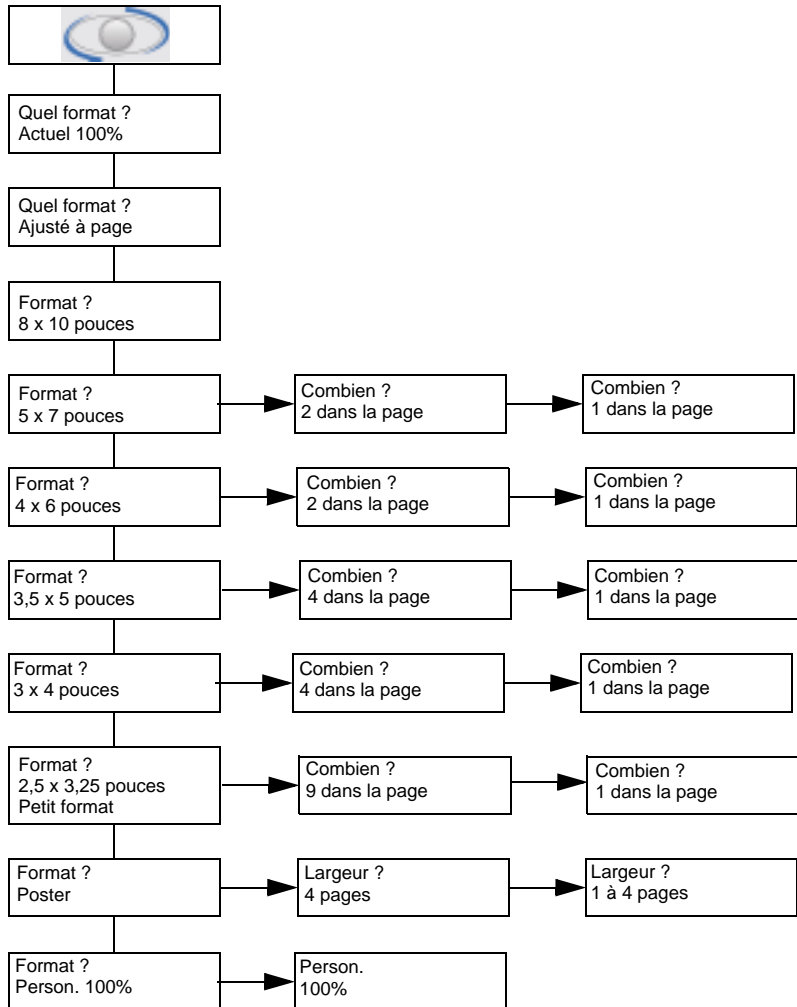 Quel format ?
Actuel 100%
Quel format ?
Ajusté à page
Format ?
8 x 10 pouces
Format ?
5 x 7 pouces
Combien ?
2 dans la page
Combien ?
1 dans la page
Format ?
4 x 6 pouces
Combien ?
2 dans la page
Combien ?
1 dans la page
Format ?
3,5 x 5 pouces
Combien ?
4 dans la page
Combien ?
1 dans la page
Format ?
3 x 4 pouces
Combien ?
4 dans la page
Combien ?
1 dans la page
Format ?
2,5 x 3,25 pouces
Petit format
Combien ?
9 dans la page
Combien ?
1 dans la page
Format ?
Poster
Largeur ?
4 pages
Largeur ?
1 à 4 pages
Format ?
Person. 100%
Person.
100%